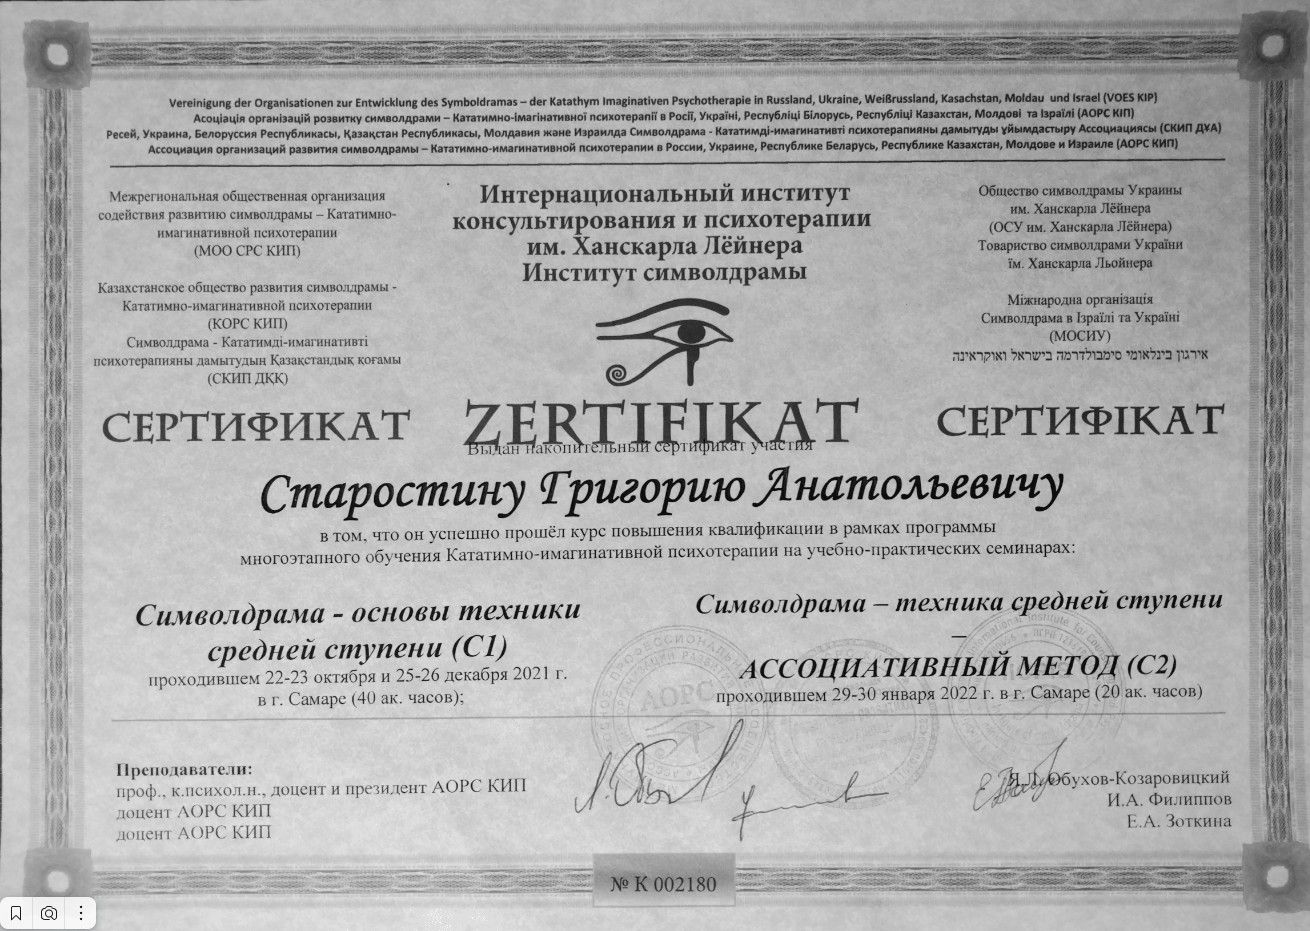 Vereinigung der Organisationen zur Entwicklung des Symboldramas – der Katathym Imaginativen Psychotherapie in Russland, Ukraine, Weißrussland, Kasachstan, Moldau und Israel (VOES KIP)
Асоціація організацій розвитку символдрами – Кататимно-імагінативної психотерапії в Росії, Україні, Республіці Білорусь, Республіці Казахстан, Молдові та Ізраїлі (АОРС КІП)
Ресей, Украина, Белоруссия Республикасы, Қазақстан Республикасы, Молдавия және Израилда Символдрама - Кататимді-имагинативті психотерапияны дамытуды ұйымдастыру Ассоциациясы (СКИП ДҰА)
Ассоциация организаций развития символдрамы – Кататимно-имагинативной психотерапии в России, Украине, Республике Беларусь, Республике Казахстан, Молдове и Израиле (АОРС КИП)
Межрегиональная общественная организация
содействия развитию символдрамы – Кататимно-
имагинативной психотерапии
(МОО СРС КИП)
Казахстанское общество развития символдрамы -
Кататимно-имагинативной психотерапии
(КОРС КИП)
Символдрама - Кататимді-имагинативті
психотерапияны дамытудын Қазақстандық қоғамы
(СКИП ДҚҚ)
Интернациональный институт
консультирования и психотерапии
им. Ханскарла Лёйнера
Институт символдрамы
Общество символдрамы Украины
им. Ханскарла Лёйнера
(ОСУ им. Ханскарла Лёйнера)
Товариство символдрами України
ім. Ханскарла Льойнера
Міжнародна організація
Символдрама в Ізраїлі та Україні
(МОСИУ)
אירגון בינלאומי סימבולדרמה בישראל ואוקראינה
СЕРТИФИКАТ
ZERTIFIKAT
СЕРТИФІКАТ
Выдан накопительный сертификат участия
Старостину Григорию Анатольевичу
в том, что он успешно прошёл курс повышения квалификации в рамках программы
многоэтапного обучения Кататимно-имагинативной психотерапии на учебно-практических семинарах:
Символдрама - основы техники
средней ступени (С1)
проходившем 22-23 октября и 25-26 декабря 2021 г.
в г. Самаре (40 ак. часов);
Символдрама – техника средней ступени
–
АССОЦИАТИВНЫЙ МЕТОД (С2)
проходившем 29-30 января 2022 г. в г. Самаре (20 ак. часов)
АОРС
Преподаватели:
проф., к.психол.н., доцент и президент АОРС КИП
доцент АОРС КИП
доцент АОРС КИП
Я.Л. Обухов-Козаровицкий
И.А. Филиппов
Е.А. Зоткина
№ К 002180